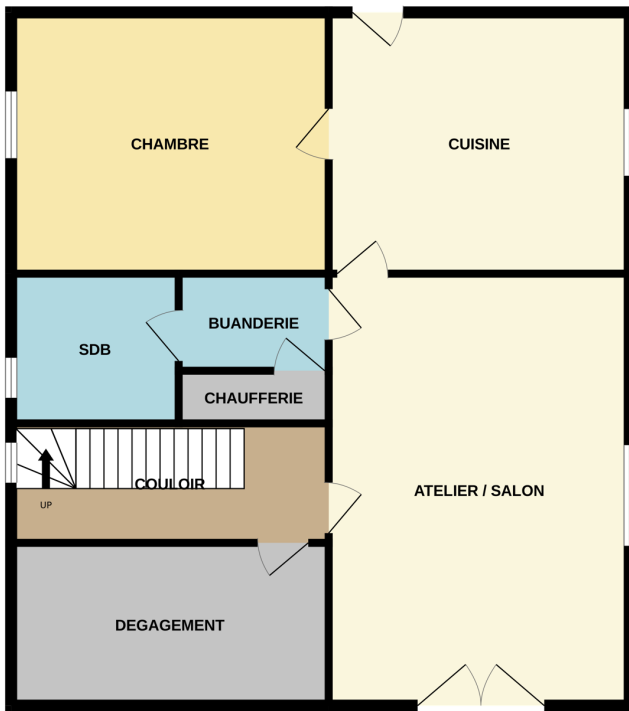 CHAMBRE
CUISINE
BUANDERIE
SDB
CHAUFFERIE
COULOIR
UP
ATELIER / SALON
DEGAGEMENT